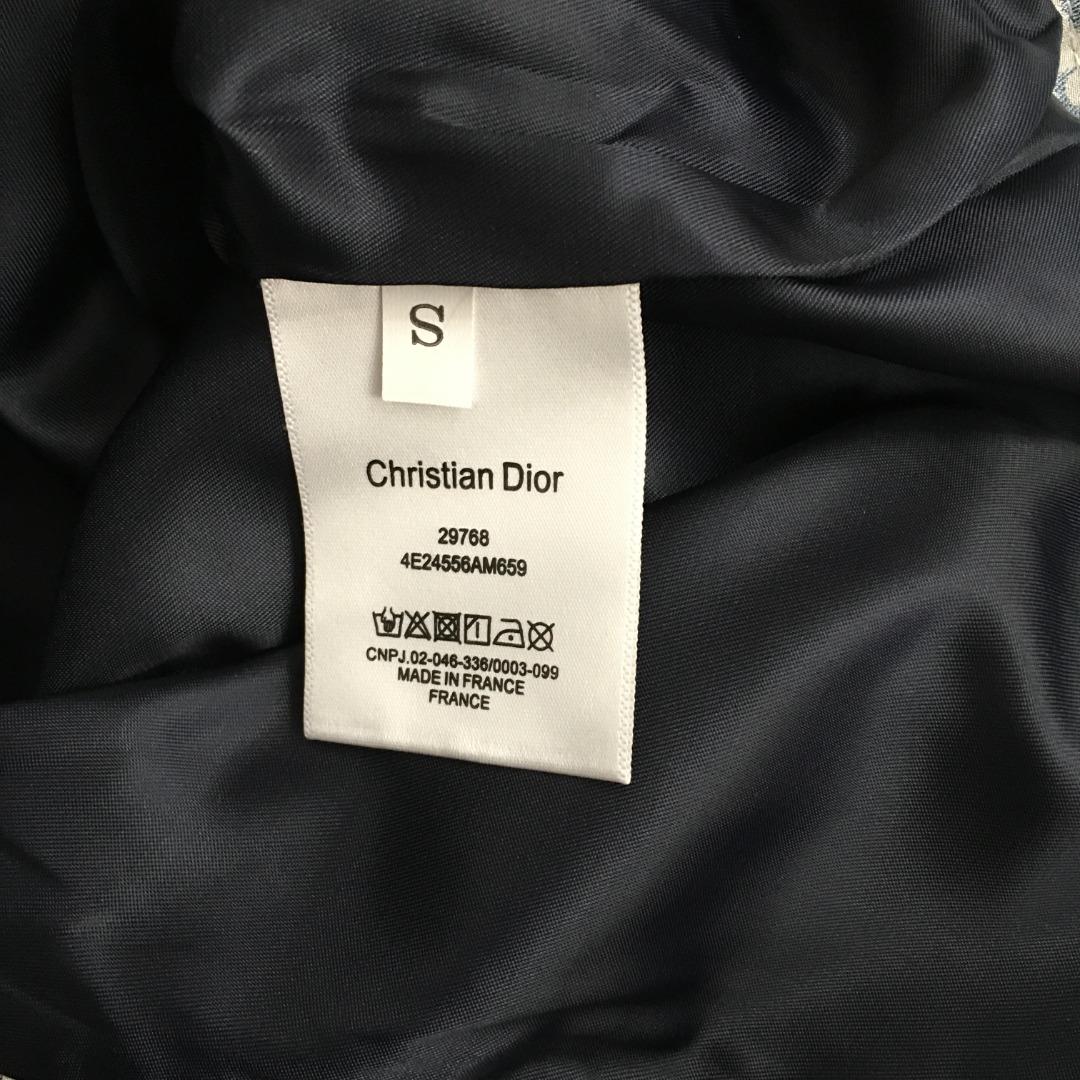 S
Christian Dior
29768
4E24556AM659
CNPJ.02-046-336/0003-099
MADE IN FRANCE
FRANCE